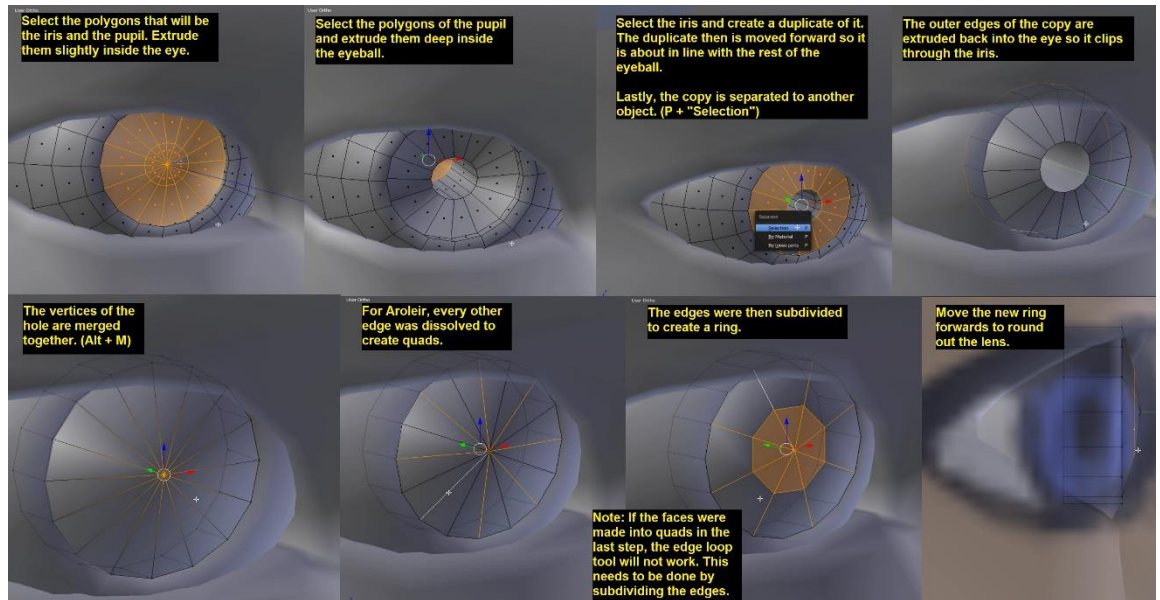 User Ortho
Select the polygons that will be
the iris and the pupil. Extrude
them slightly inside the eye.
User Ortho
Select the polygons of the pupil
and extrude them deep inside
the eyeball.
Select the iris and create a duplicate of it.
The duplicate then is moved forward so it
is about in line with the rest of the
eyeball.
Lastly, the copy is separated to another
object. (P + "Selection")
Separate
Selection P
By Material P
By loose parts P
The outer edges of the copy are
extruded back into the eye so it clips
through the iris.
The vertices of the
hole are merged
together. (Alt + M)
User Ortho
For Aroleir, every other
edge was dissolved to
create quads.
User Ortho
The edges were then subdivided
to create a ring.
Note: If the faces were
made into quads in the
last step, the edge loop
tool will not work. This
needs to be done by
subdividing the edges.
Move the new ring
forwards to round
out the lens.